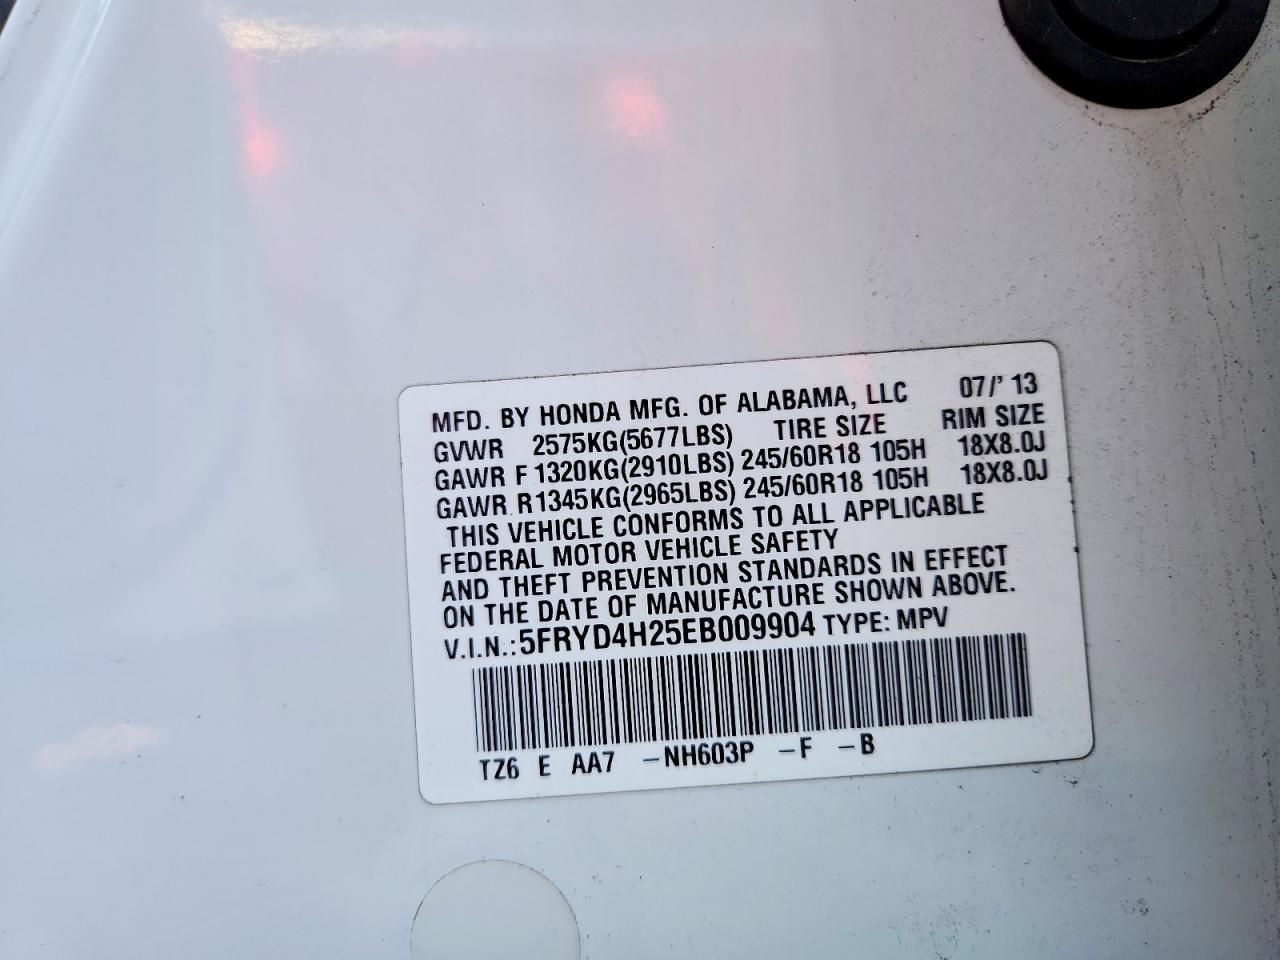 MFD. BY HONDA MFG. OF ALABAMA, LLC 07/' 13
GVWR 2575KG(5677LBS) TIRE SIZE RIM SIZE
GAWR F 1320KG(2910LBS) 245/60R18 105H 18X8.0J
GAWR R1345KG(2965LBS) 245/60R18 105H 18X8.0J
THIS VEHICLE CONFORMS TO ALL APPLICABLE
FEDERAL MOTOR VEHICLE SAFETY
AND THEFT PREVENTION STANDARDS IN EFFECT
ON THE DATE OF MANUFACTURE SHOWN ABOVE.
V.I.N.: 5FRYD4H25EB009904 TYPE: MPV
TZ6 E AA7 -NH603P -F -B